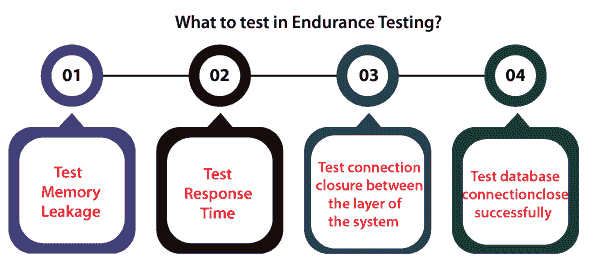 What to test in Endurance Testing?
01
02
03
04
Test
Memory
Leakage
Test
Response
Time
Test connection
closure between
the layer of
the system
Test database
connectionclose
successfully